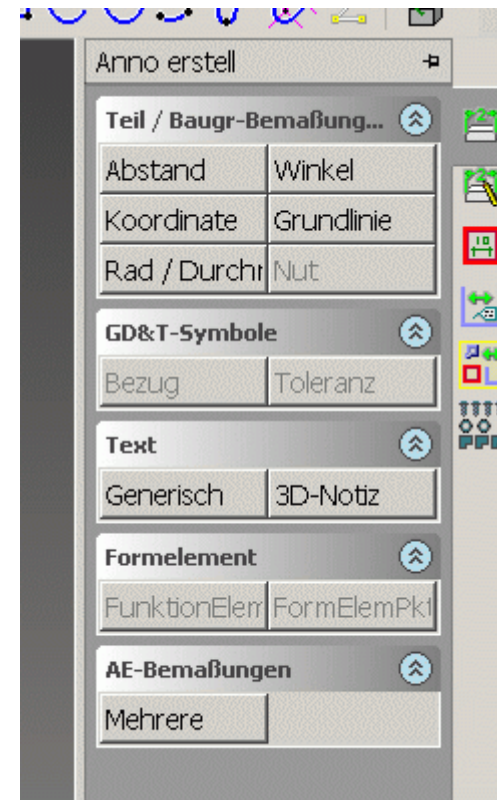 Anno erstell
Teil / Baugr-Bemaßung...
Abstand Winkel
Koordinate Grundlinie
Rad / Durchr Nut
GD&T-Symbole
Bezug Toleranz
Text
Generisch 3D-Notiz
Formelement
FunktionElem FormElemPkt
AE-Bemaßungen
Mehrere